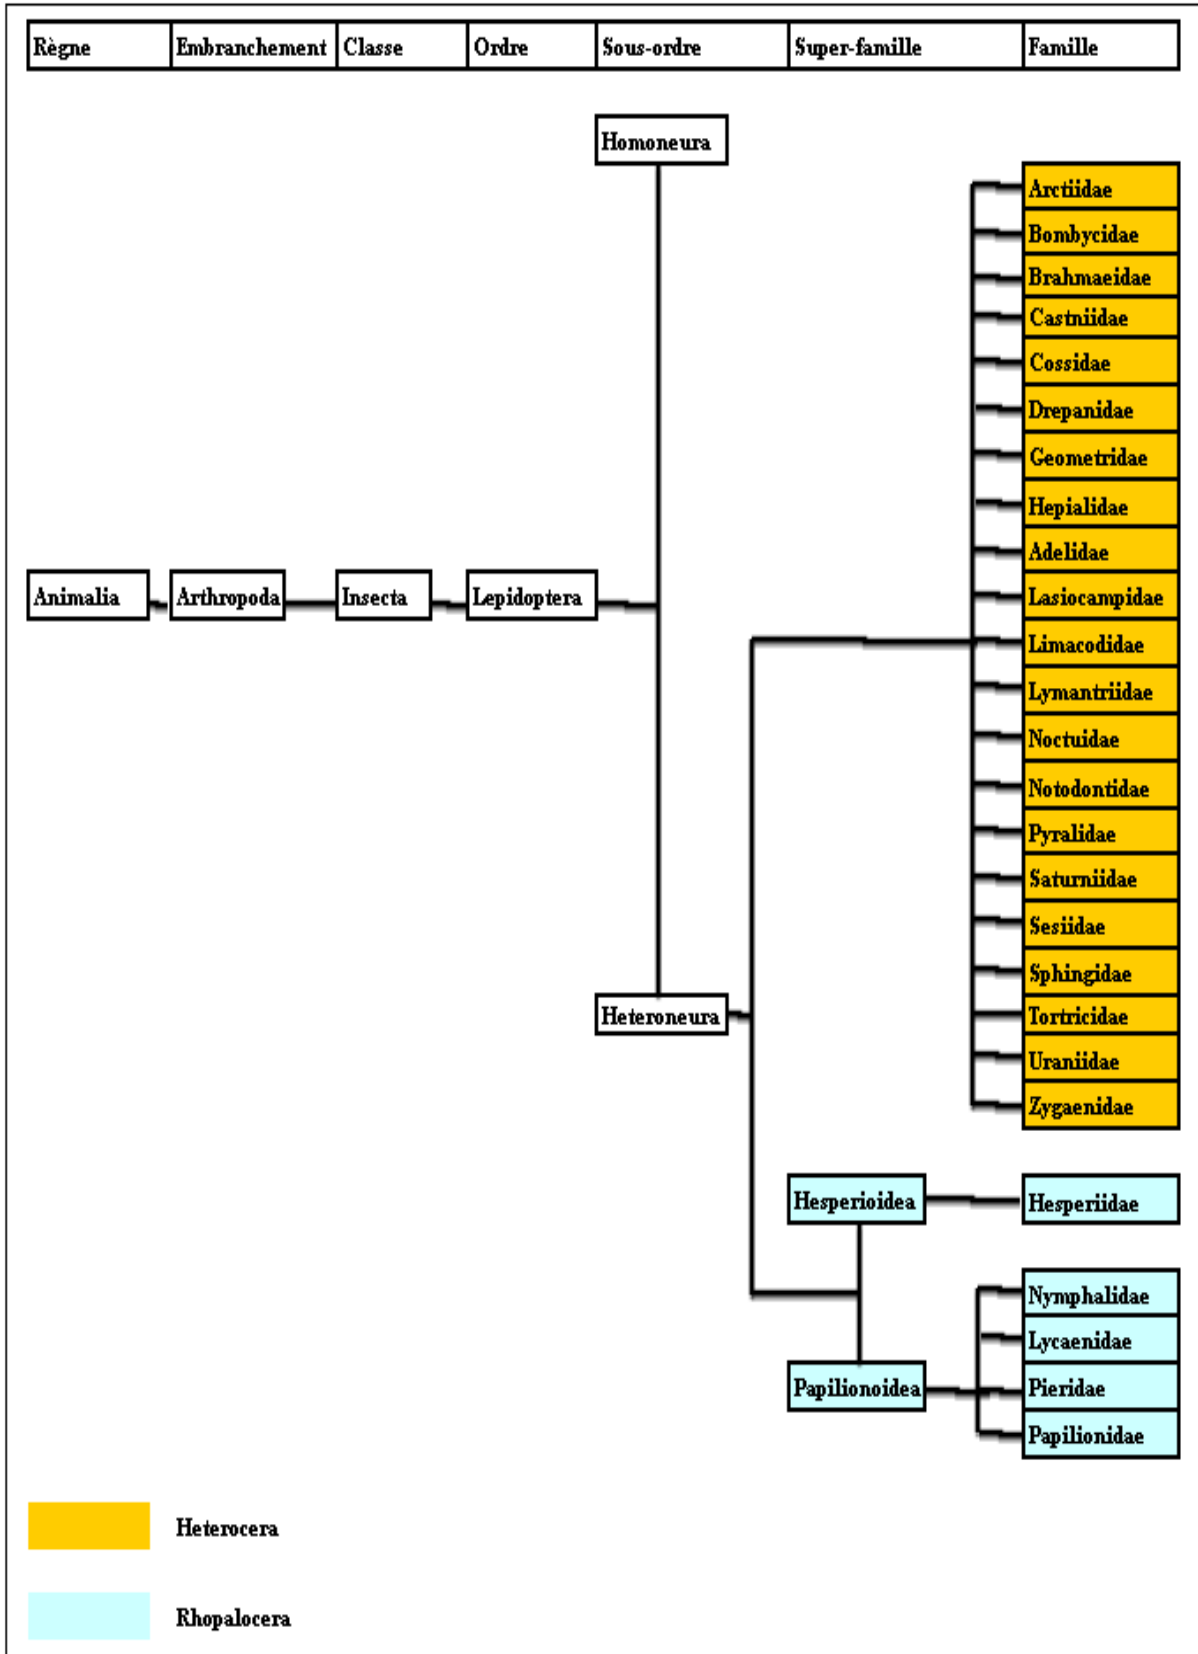 Règne Embranchement Classe Ordre Sous-ordre Super-famille Famille
Homoneura
Arctiidae
Bombycidae
Brahmaeidae
Castniidae
Cossidae
Drepanidae
Geometridae
Hepialidae
Adelidae
Animalia Arthropoda Insecta Lepidoptera Lasiocampidae
Limacodidae
Lymantriidae
Noctuidae
Notodontidae
Pyralidae
Saturniidae
Sesiidae
Sphingidae
Heteroneura Tortricidae
Uraniidae
Zygaenidae
Hesperioidea Hesperiidae
Nymphalidae
Lycaenidae
Papilionoidea Pieridae
Papilionidae
Heterocera
Rhopalocera